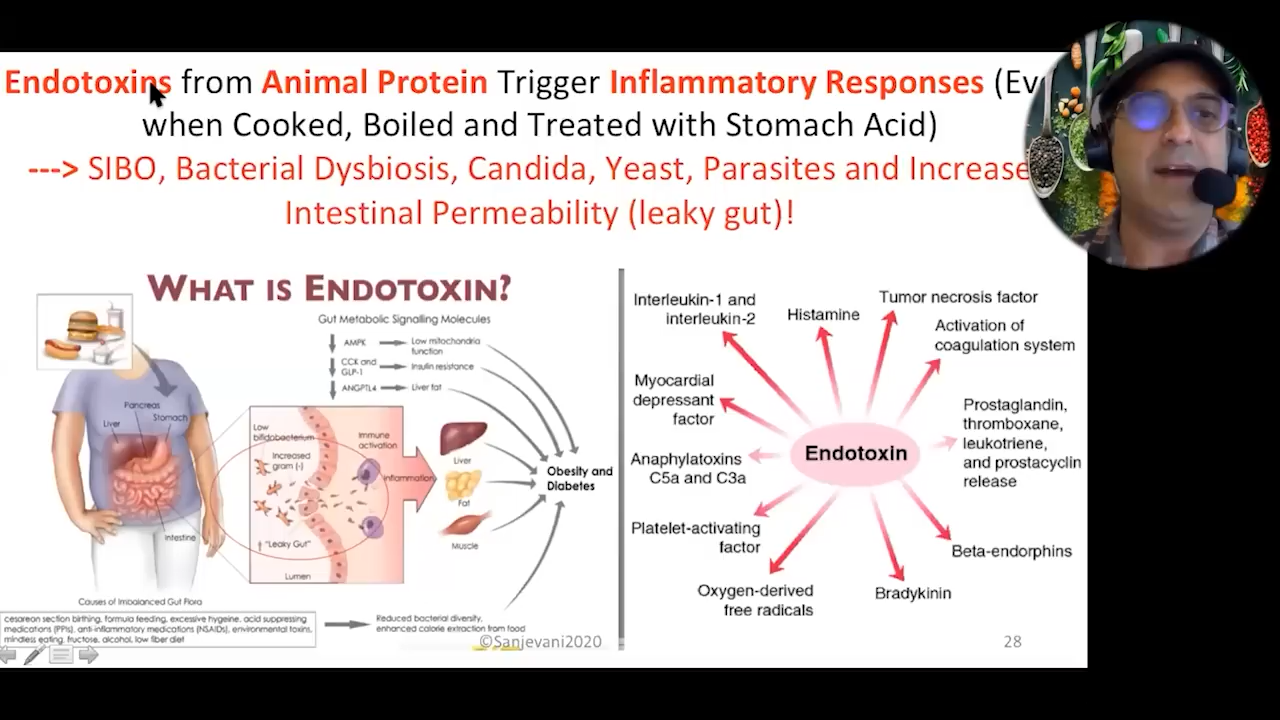 Endotoxins from Animal Protein Trigger Inflammatory Responses (Ev
when Cooked, Boiled and Treated with Stomach Acid)
---> SIBO, Bacterial Dysbiosis, Candida, Yeast, Parasites and Increase
Intestinal Permeability (leaky gut)!
WHAT IS ENDOTOXIN?
Gut Metabolic Signalling Molecules
AMPK
Low mitochondria
function
CCK and
GLP-1
Insulin resistance
ANGPTL4
Liver fat
Pancreas
Stomach
Liver
Intestine
Low
bifidobacterium
Immune
activation
Increased
gram (-)
Inflammation
"Leaky Gut"
Lumen
Liver
Fat
Muscle
Obesity and
Diabetes
Causes of Imbalanced Gut Flora
cesarean section birthing, formula feeding, excessive hygeine, acid suppressing
medications (PPIs), anti-inflammatory medications (NSAIDs), environmental toxins,
mindless eating, fructose, alcohol, low fiber diet
Reduced bacterial diversity,
enhanced calorie extraction from food
©Sanjevani2020
Interleukin-1 and
interleukin-2
Histamine
Tumor necrosis factor
Activation of
coagulation system
Myocardial
depressant
factor
Prostaglandin,
thromboxane,
leukotriene,
and prostacyclin
release
Endotoxin
Anaphylatoxins
C5a and C3a
Platelet-activating
factor
Beta-endorphins
Oxygen-derived
free radicals
Bradykinin
28